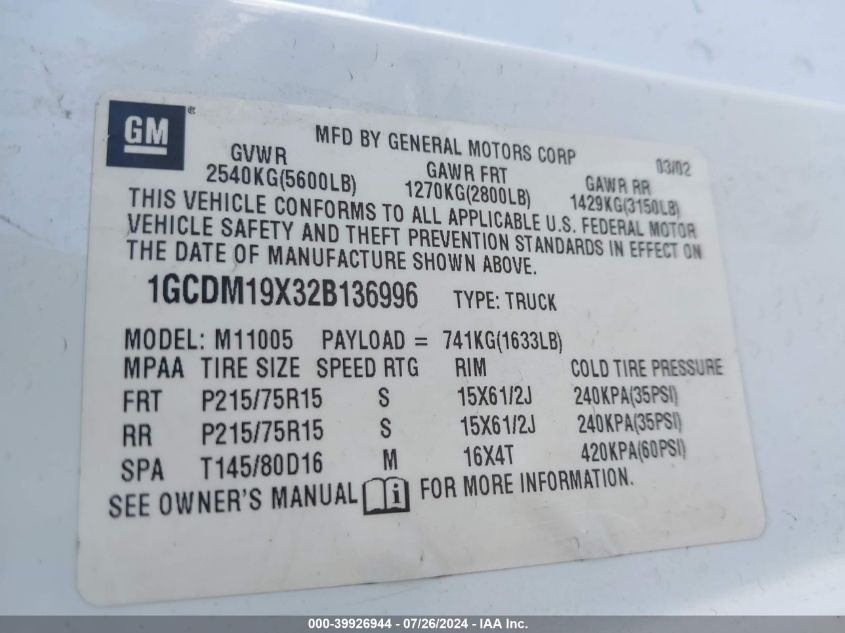 GM
MFD BY GENERAL MOTORS CORP 03/02
GVWR GAWR FRT GAWR RR
2540KG(5600LB) 1270KG(2800LB) 1429KG(3150LB)
THIS VEHICLE CONFORMS TO ALL APPLICABLE U.S. FEDERAL MOTOR
VEHICLE SAFETY AND THEFT PREVENTION STANDARDS IN EFFECT ON
THE DATE OF MANUFACTURE SHOWN ABOVE.
1GCDM19X32B136996 TYPE: TRUCK
MODEL: M11005 PAYLOAD = 741KG(1633LB)
MPAA TIRE SIZE SPEED RTG RIM COLD TIRE PRESSURE
FRT P215/75R15 S 15X61/2J 240KPA(35PSI)
RR P215/75R15 S 15X61/2J 240KPA(35PSI)
SPA T145/80D16 M 16X4T 420KPA(60PSI)
SEE OWNER'S MANUAL i FOR MORE INFORMATION.
000-39926944 - 07/26/2024 - IAA Inc.